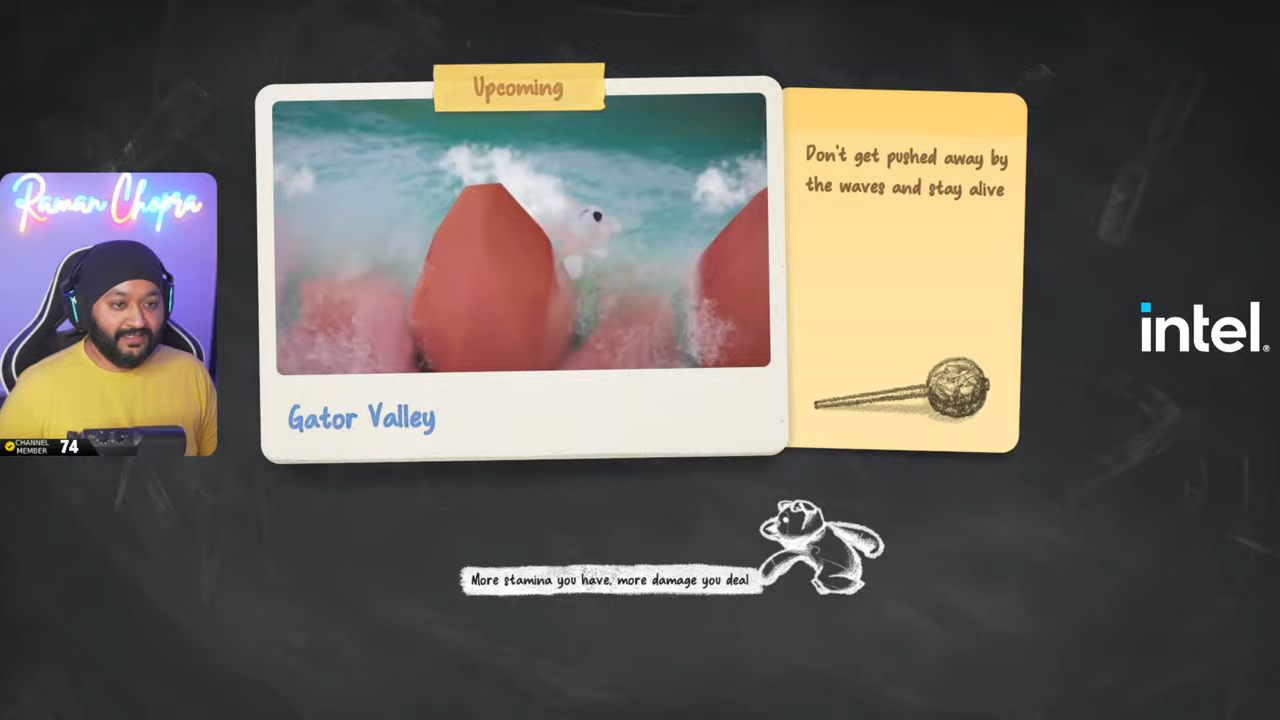 Upcoming
Don't get pushed away by
the waves and stay alive
Raman Chopra
intel
Gator Valley
CHANNEL
MEMBER 74
More stamina you have, more damage you deal